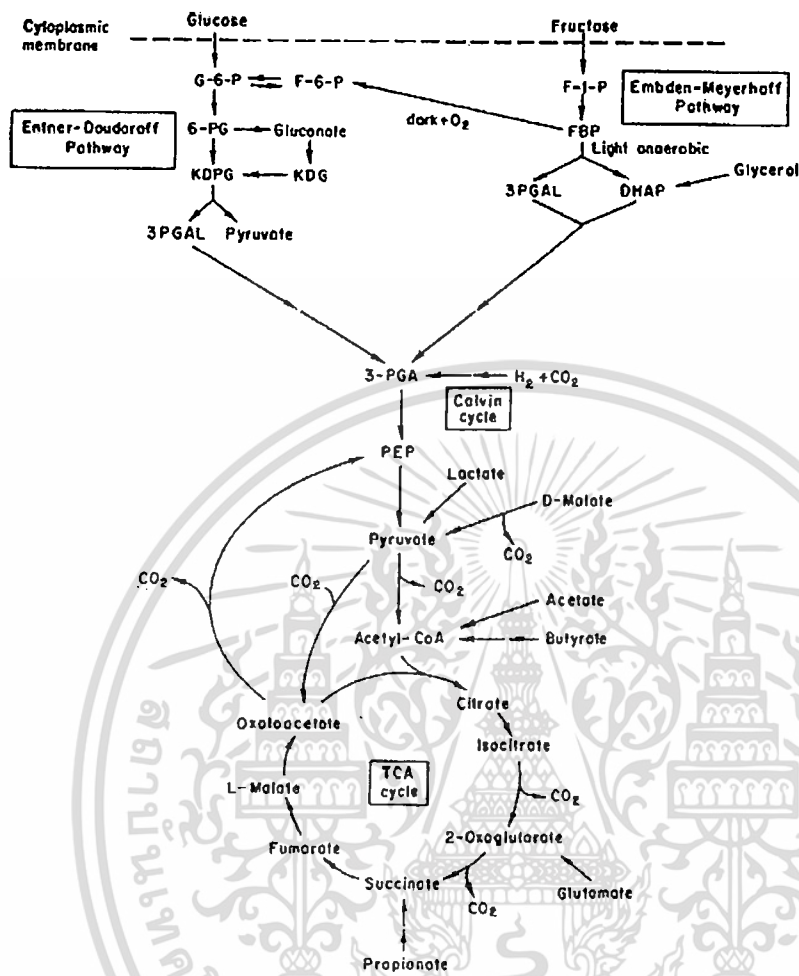 Cytoplasmic
membrane
Glucose
Fructose
G-6-P
F-6-P
F-1-P
Embden-Meyerhoff
Pathway
dark+O₂
Entner-Doudoroff
Pathway
6-PG
Gluconate
FBP
Light anaerobic
KDPG
KDG
3PGAL
DHAP
Glycerol
3PGAL
Pyruvate
3-PGA
H₂+CO₂
Calvin
cycle
PEP
Lactate
D-Malate
Pyruvate
CO₂
CO₂
CO₂
CO₂
Acetate
Acetyl-CoA
Butyrate
Citrate
Oxaloacetate
Isocitrate
TCA
cycle
L-Malate
CO₂
2-Oxoglutarate
Fumarate
Succinate
CO₂
Glutamate
Propionate